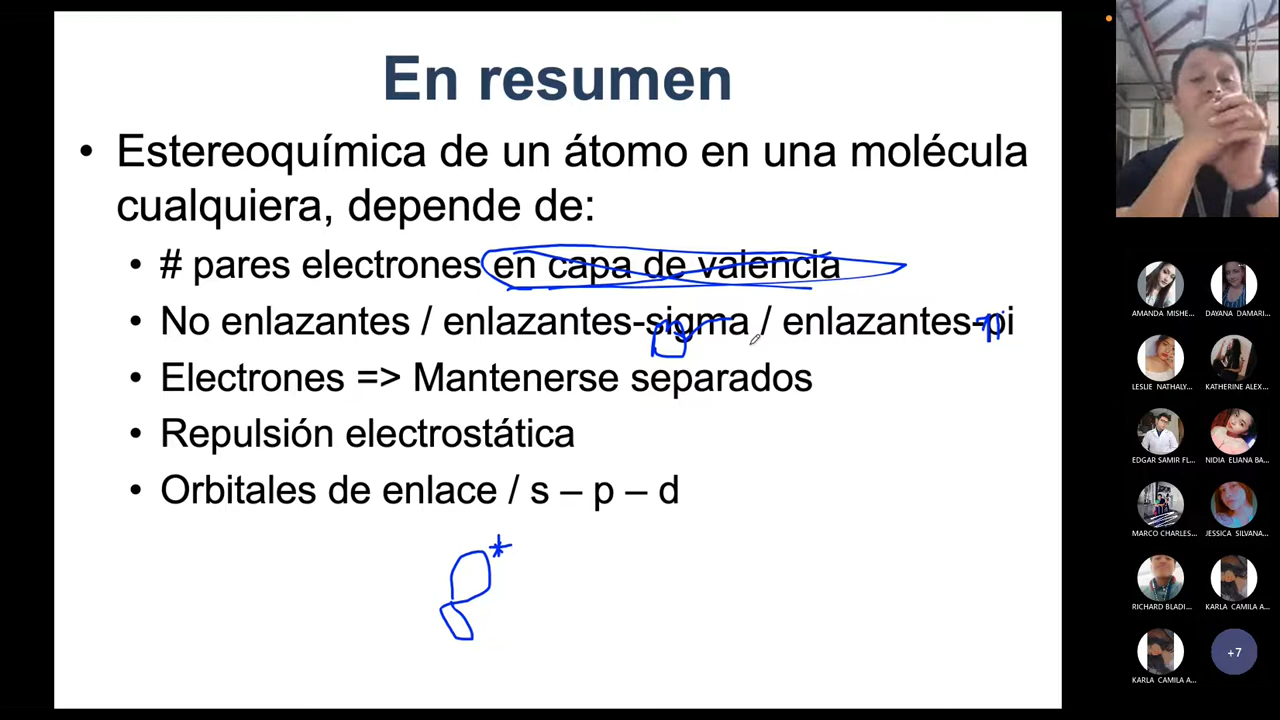 En resumen
• Estereoquímica de un átomo en una molécula
cualquiera, depende de:
• # pares electrones en capa de valencia
• No enlazantes / enlazantes-sigma / enlazantes-pi
• Electrones => Mantenerse separados
• Repulsión electrostática
• Orbitales de enlace / s – p – d
*
AMANDA MISHE...
DAYANA DAMARI...
LESLIE NATHALY...
KATHERINE ALEX...
EDGAR SAMIR FL...
NIDIA ELIANA BA...
MARCO CHARLES...
JESSICA SILVANA...
RICHARD BLADI...
KARLA CAMILA A...
KARLA CAMILA A...
+7